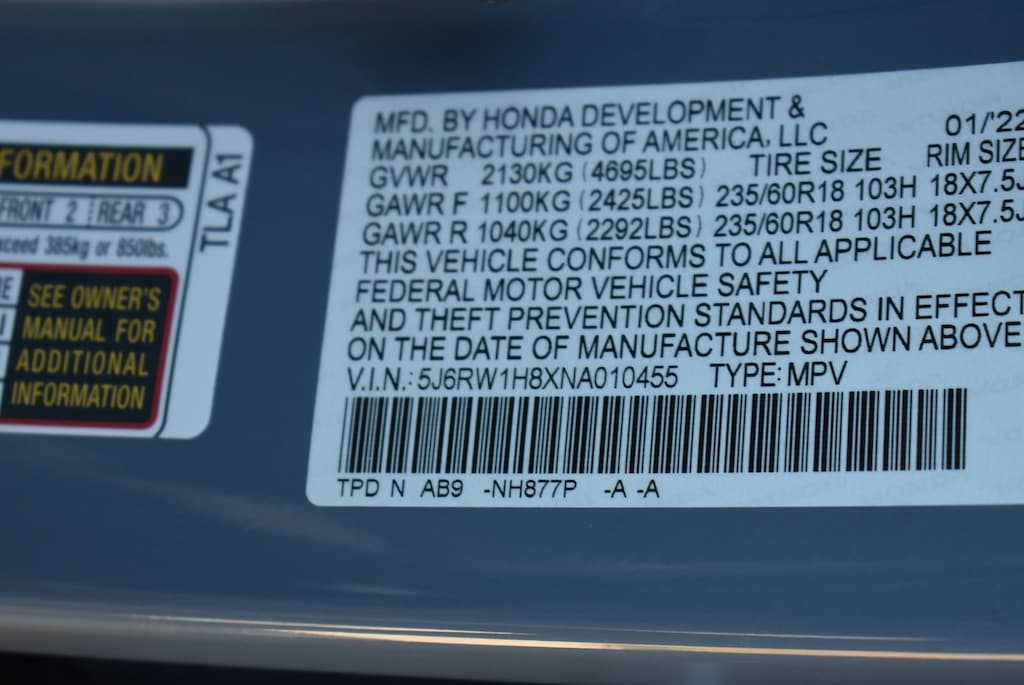 FORMATION
FRONT 2 REAR 3
exceed 385kg or 850lbs.
SEE OWNER'S
MANUAL FOR
ADDITIONAL
INFORMATION
TLA A1
MFD. BY HONDA DEVELOPMENT &
MANUFACTURING OF AMERICA, LLC 01/'22
GVWR 2130KG (4695LBS) TIRE SIZE RIM SIZE
GAWR F 1100KG (2425LBS) 235/60R18 103H 18X7.5J
GAWR R 1040KG (2292LBS) 235/60R18 103H 18X7.5J
THIS VEHICLE CONFORMS TO ALL APPLICABLE
FEDERAL MOTOR VEHICLE SAFETY
AND THEFT PREVENTION STANDARDS IN EFFECT
ON THE DATE OF MANUFACTURE SHOWN ABOVE
V.I.N.: 5J6RW1H8XNA010455 TYPE: MPV
TPD N AB9 -NH877P -A -A